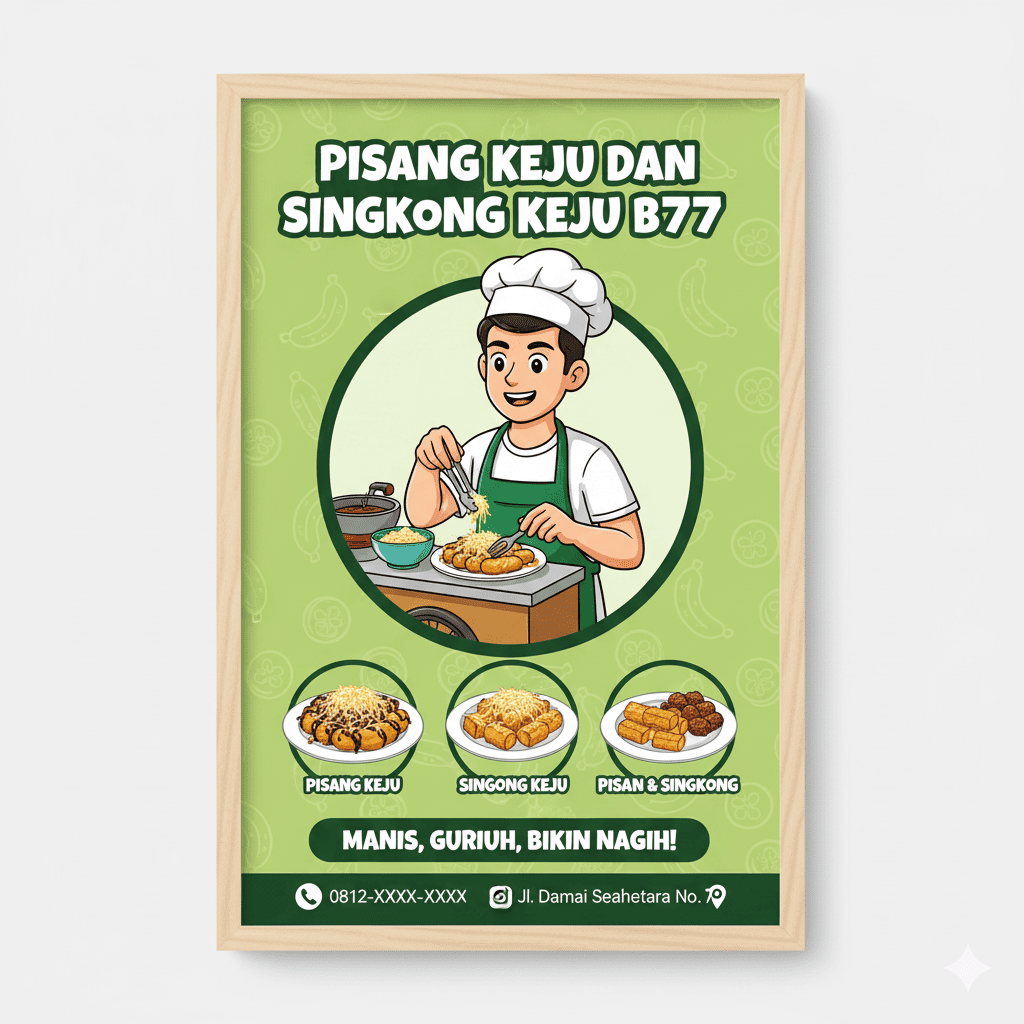 PISANG KEJU DAN
SINGKONG KEJU B77
PISANG KEJU
SINGONG KEJU
PISAN & SINGKONG
MANIS, GURIUH, BIKIN NAGIH!
0812-XXXX-XXXX
Jl. Damai Seahetara No. 7